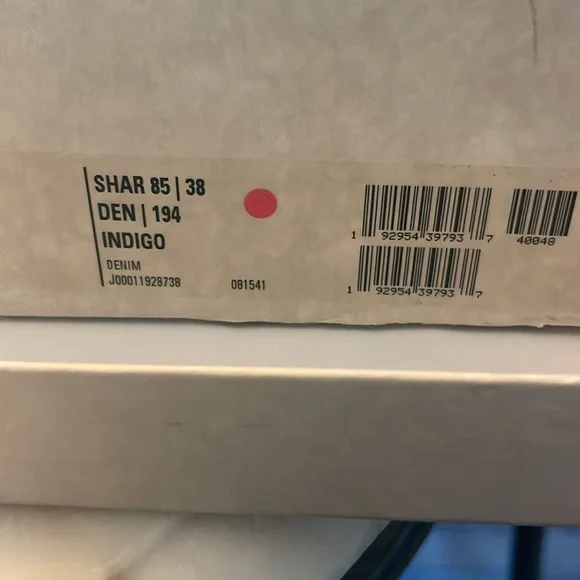 SHAR 85 | 38
DEN | 194
INDIGO
DENIM
J00011928738
081541
1 92954 39793 7
40048
1 92954 39793 7